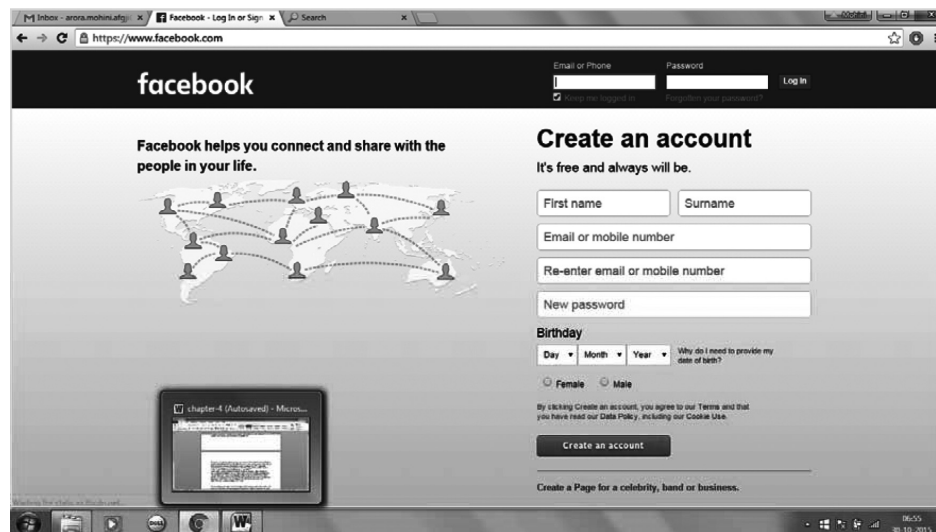 Inbox - arora.mohini.afg
Facebook - Log In or Sign
Search
https://www.facebook.com
facebook
Email or Phone
Password
Log In
Keep me logged in
Forgotten your password?
Facebook helps you connect and share with the
people in your life.
Create an account
It's free and always will be.
First name
Surname
Email or mobile number
Re-enter email or mobile number
New password
Birthday
Day
Month
Year
Why do I need to provide my
date of birth?
Female
Male
By clicking Create an account, you agree to our Terms and that
you have read our Data Policy, including our Cookie Use.
Create an account
Create a Page for a celebrity, band or business.
chapter-4 (Autosaved) - Micros...
DELL
W
06:55
30-10-2015